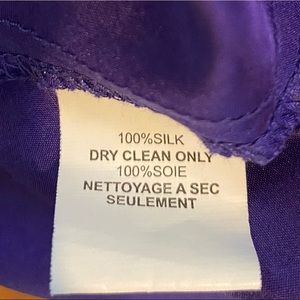 100%SILK
DRY CLEAN ONLY
100%SOIE
NETTOYAGE A SEC
SEULEMENT